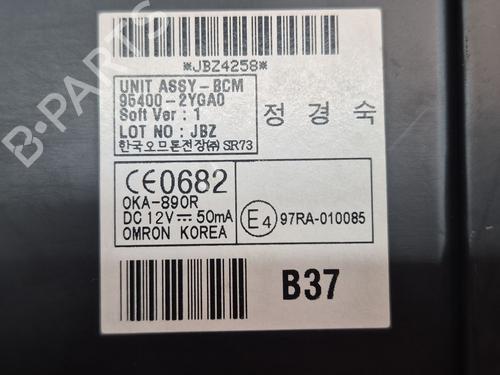 *JBZ4258*
UNIT ASSY-BCM
95400-2YGA0
Soft Ver : 1
LOT NO : JBZ
한국오므론전장㈜ SIR73
정 경 숙
CE0682
OKA-890R
DC 12V⎓50mA
OMRON KOREA
E4 97RA-010085
B37
B-PARTS